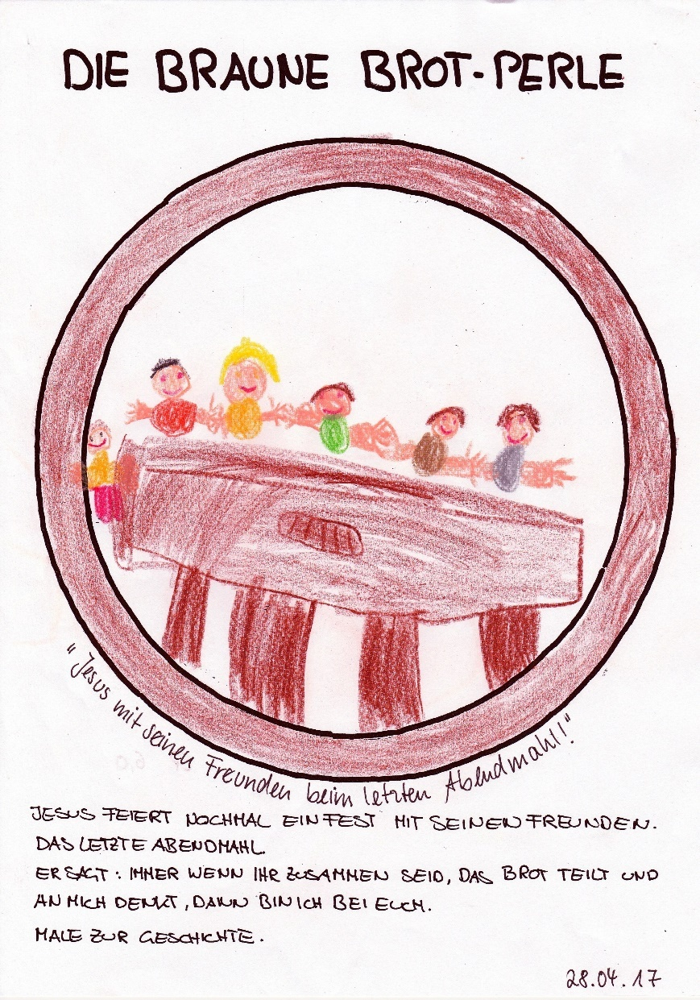 DIE BRAUNE BROT-PERLE
"Jesus mit seinen Freunden beim letzten Abendmahl!"
JESUS FEIERT NOCHMAL EIN FEST MIT SEINEN FREUNDEN.
DAS LETZTE ABENDMAHL.
ER SAGT: IMMER WENN IHR ZUSAMMEN SEID, DAS BROT TEILT UND
AN MICH DENKT, DANN BIN ICH BEI EUCH.
MALE ZUR GESCHICHTE.
28.04.17